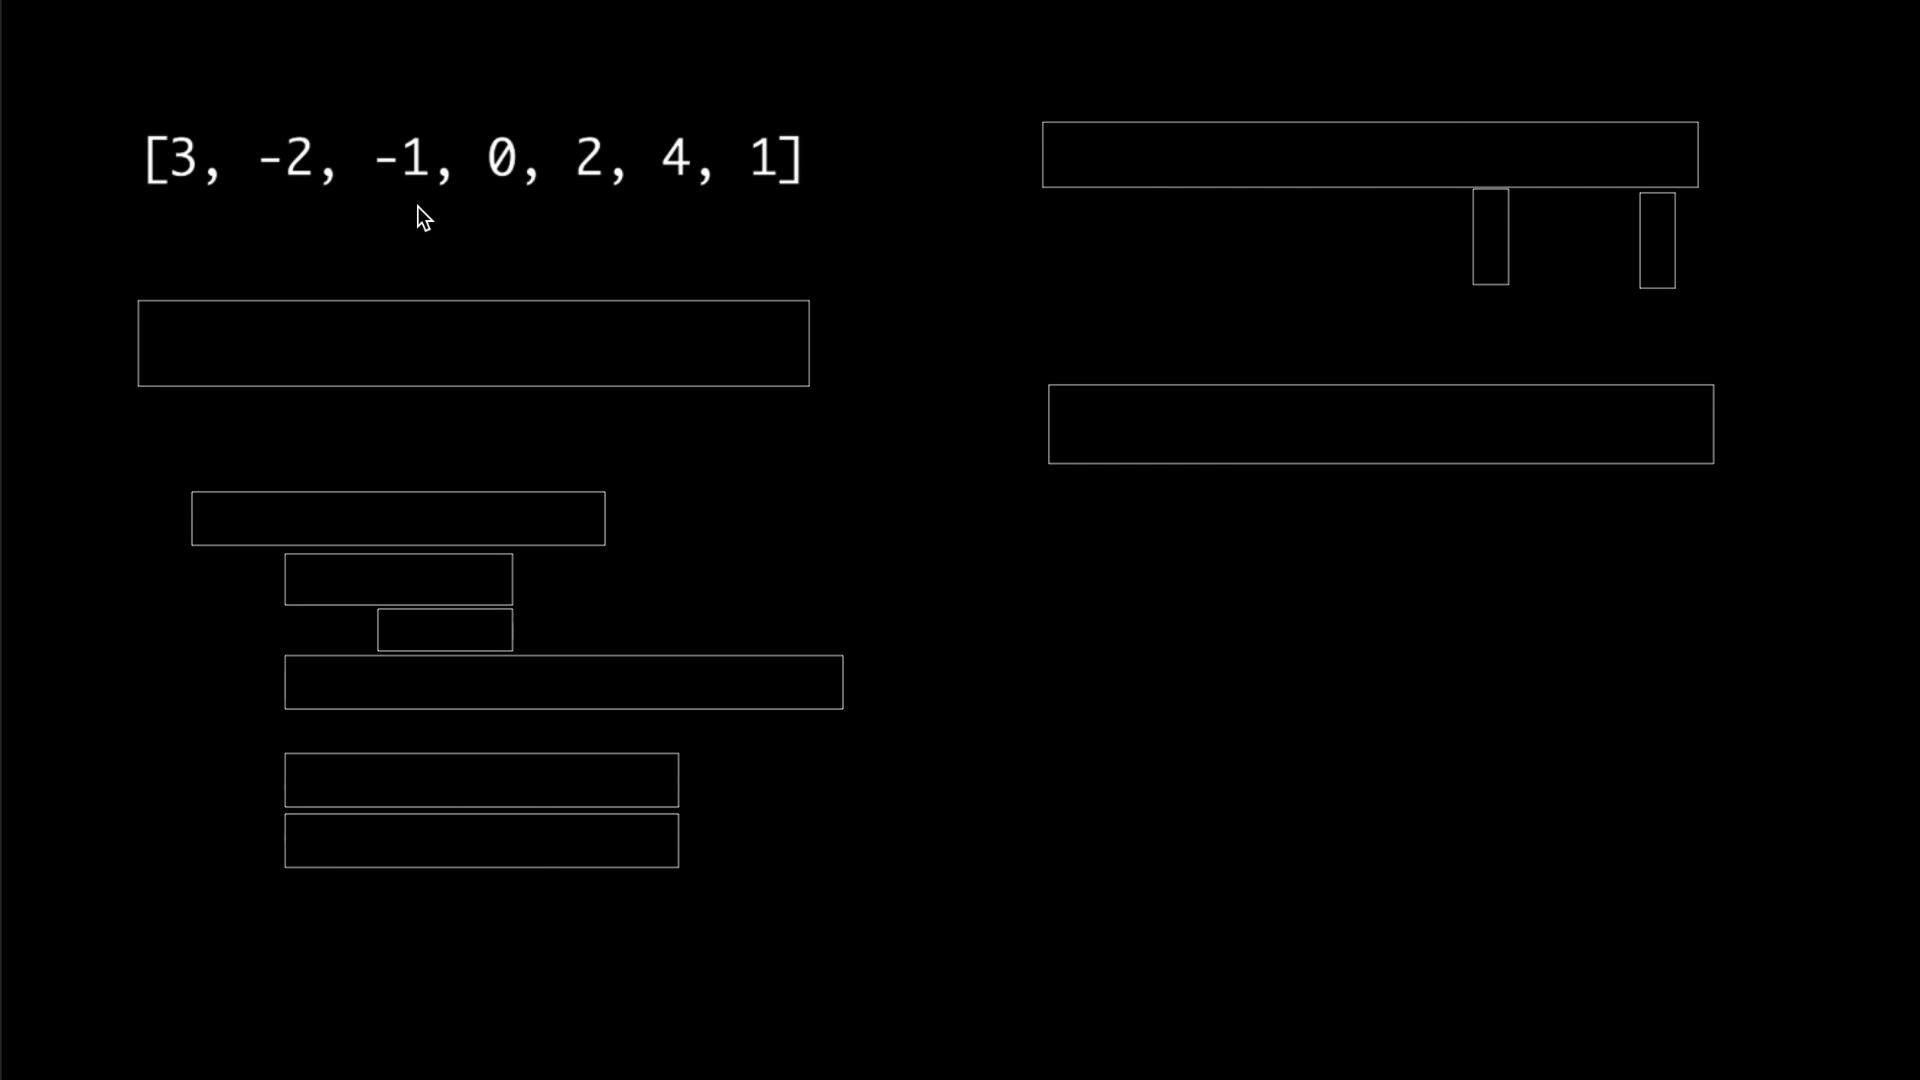 [3, -2, -1, 0, 2, 4, 1]